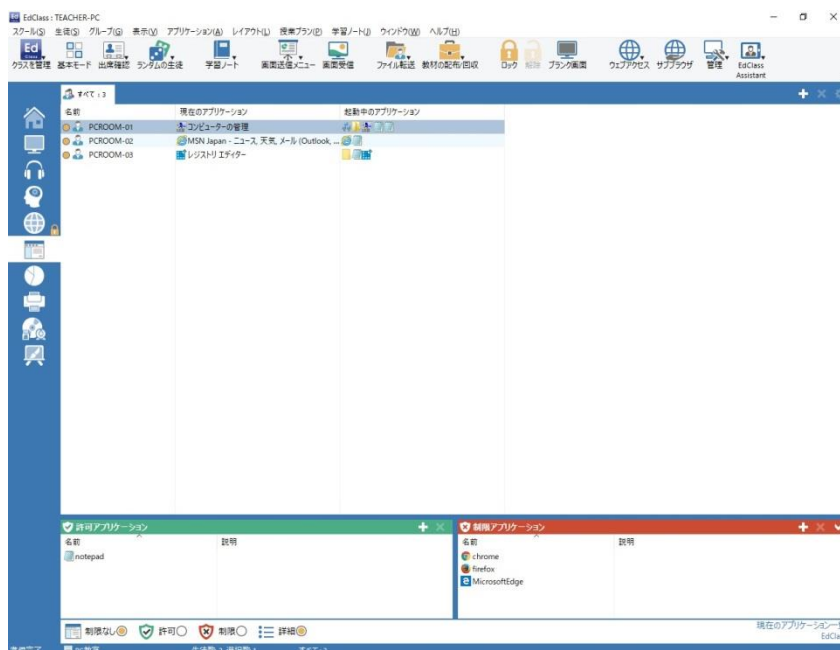 EdClass : TEACHER-PC
スクール(S) 生徒(S) グループ(G) 表示(V) アプリケーション(A) レイアウト(L) 授業プラン(P) 学習ノート(J) ウィンドウ(W) ヘルプ(H)
Ed
Class
クラスを管理 基本モード 出席確認 ランダムの生徒 学習ノート 画面送信メニュー 画面受信 ファイル転送 教材の配布/回収 ロック 解除 ブランク画面 ウェブアクセス サブブラウザ 管理 EdClass
Assistant
すべて : 3
名前 現在のアプリケーション 起動中のアプリケーション
PCROOM-01 コンピューターの管理
PCROOM-02 MSN Japan - ニュース, 天気, メール (Outlook, ...
PCROOM-03 レジストリ エディター
許可アプリケーション 制限アプリケーション
名前 説明 名前 説明
notepad chrome
firefox
MicrosoftEdge
制限なし 許可 制限 詳細
現在のアプリケーション一